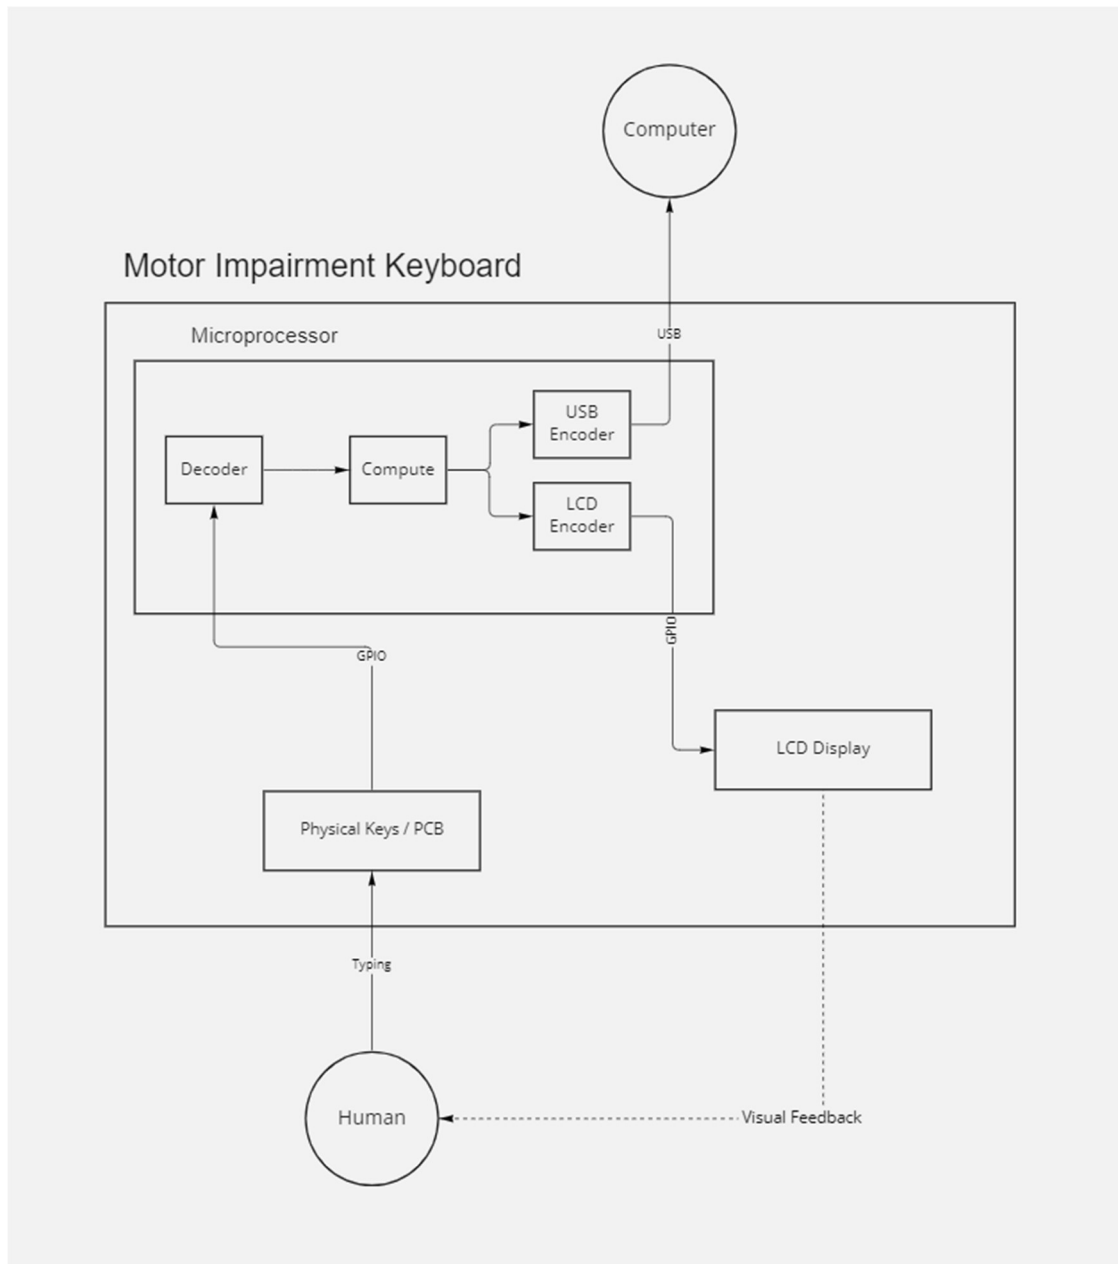 Computer
Motor Impairment Keyboard
USB
Microprocessor
USB
Encoder
Decoder
Compute
LCD
Encoder
GPIO
GPIO
LCD Display
Physical Keys / PCB
Typing
Human
Visual Feedback